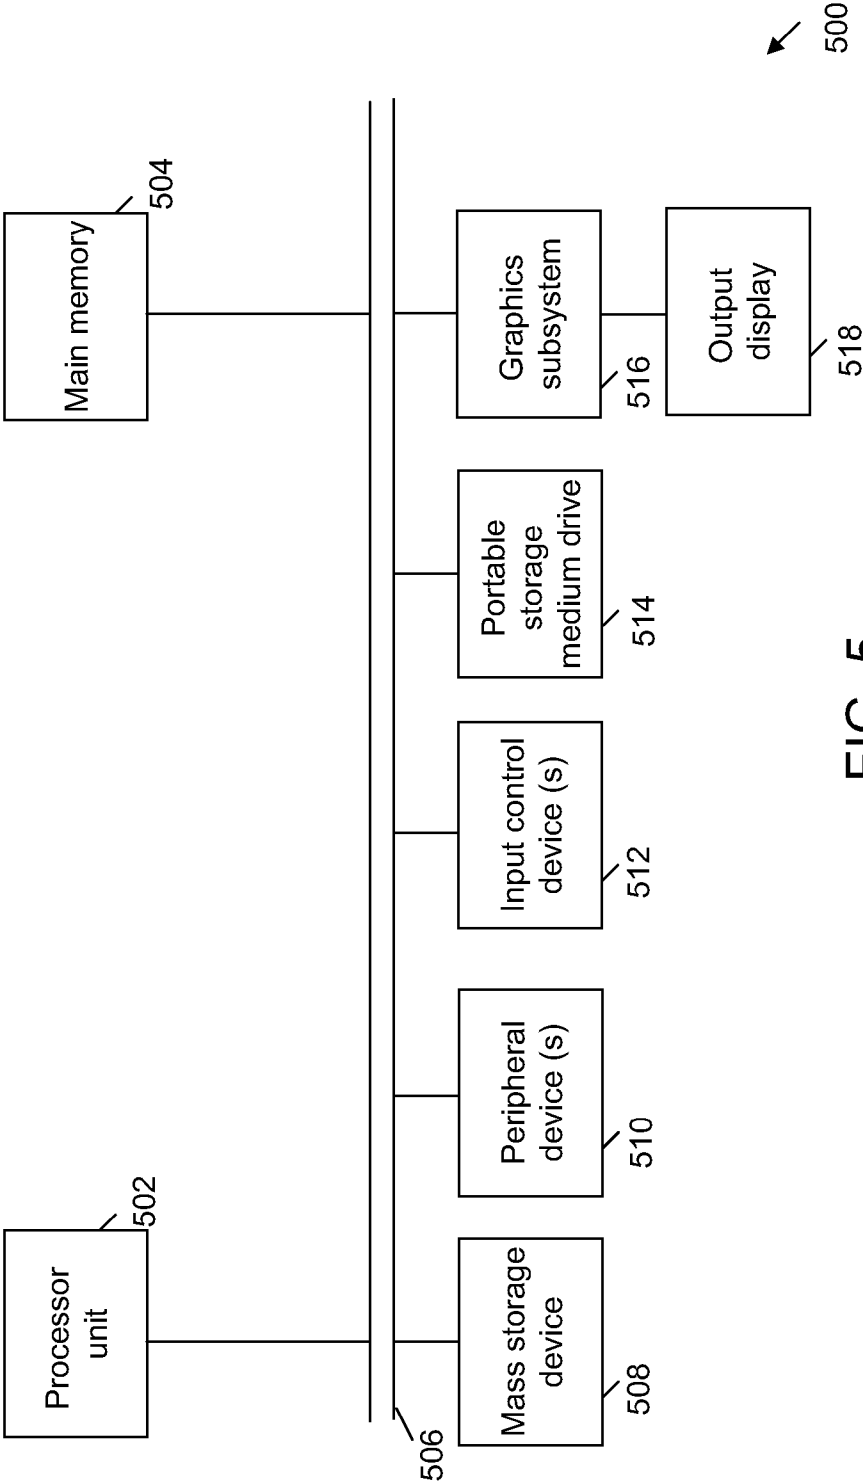 500
Processor
unit
502
Main memory
504
506
Mass storage
device
508
Peripheral
device (s)
510
Input control
device (s)
512
Portable
storage
medium drive
514
Graphics
subsystem
516
Output
display
518
FIG. 5